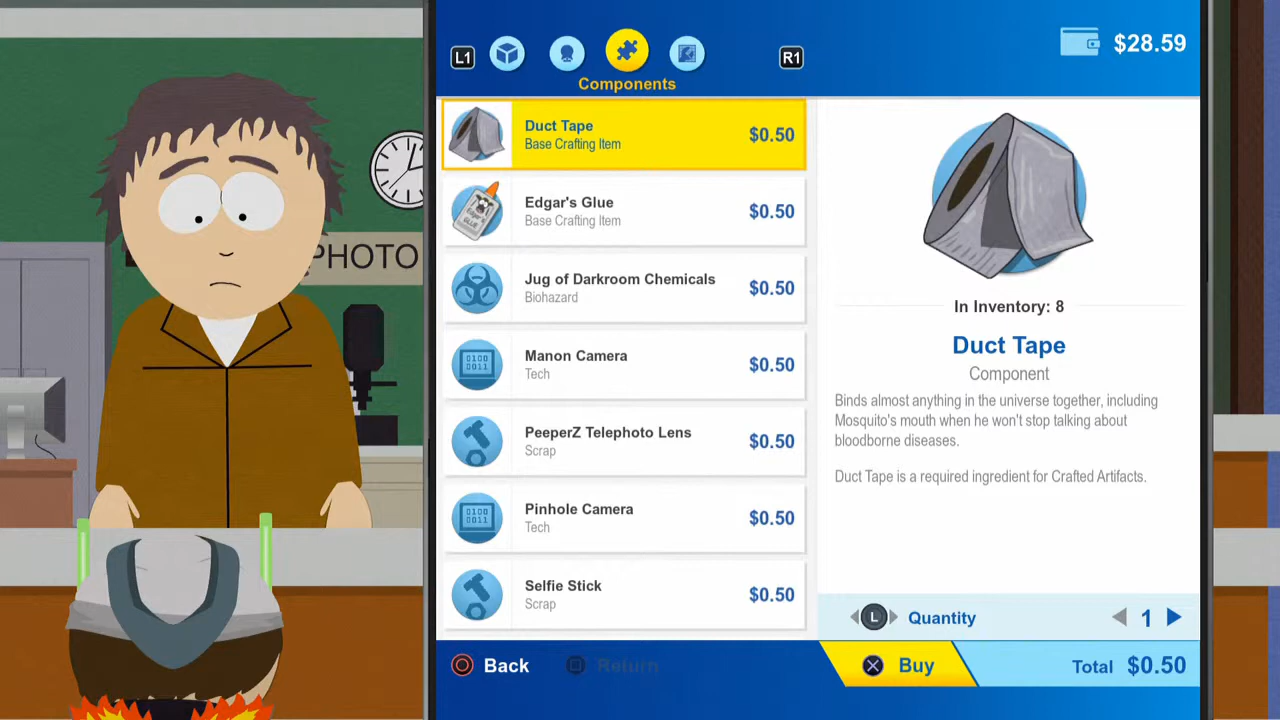 L1
R1
Components
$28.59
PHOTO
Duct Tape
Base Crafting Item
$0.50
Edgar's Glue
Base Crafting Item
$0.50
Jug of Darkroom Chemicals
Biohazard
$0.50
0100
0011
Manon Camera
Tech
$0.50
PeeperZ Telephoto Lens
Scrap
$0.50
0100
0011
Pinhole Camera
Tech
$0.50
Selfie Stick
Scrap
$0.50
In Inventory: 8
Duct Tape
Component
Binds almost anything in the universe together, including
Mosquito's mouth when he won't stop talking about
bloodborne diseases.
Duct Tape is a required ingredient for Crafted Artifacts.
L Quantity 1
Back
Return
Buy
Total $0.50